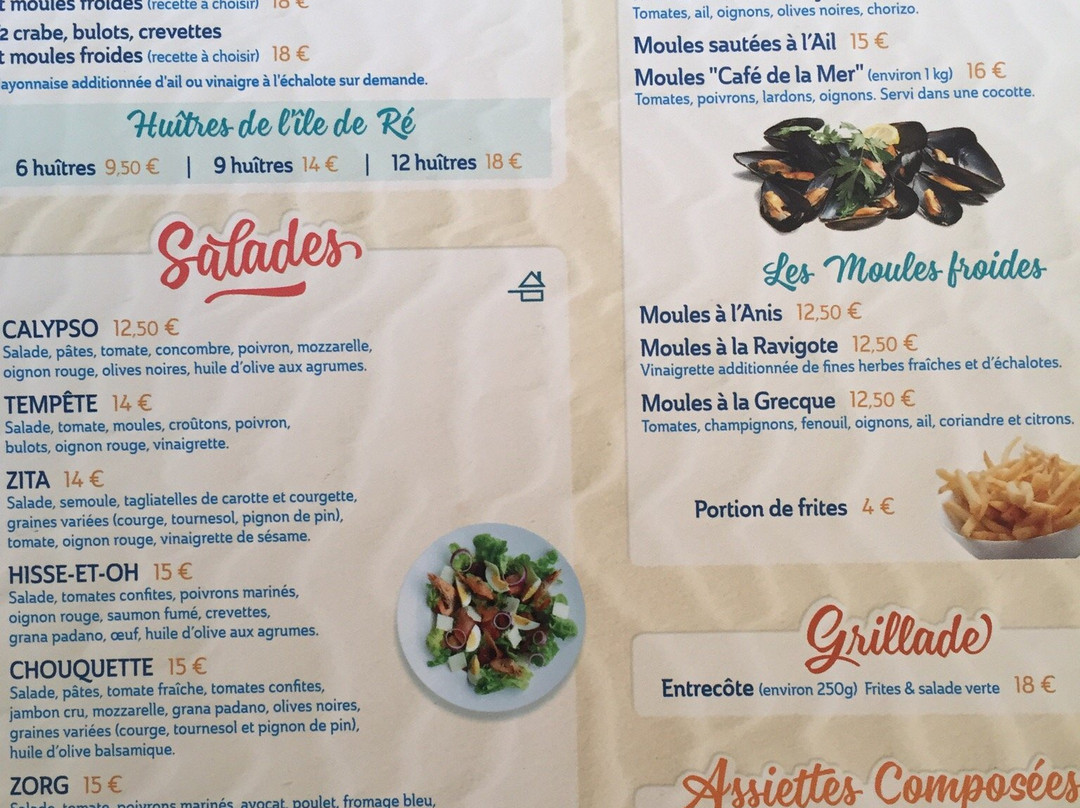 t moules froides (recette à choisir) 16 €
2 crabe, bulots, crevettes
t moules froides (recette à choisir) 18 €
ayonnaise additionnée d'ail ou vinaigre à l'échalote sur demande.
Huîtres de l'île de Ré
6 huîtres 9,50 € | 9 huîtres 14 € | 12 huîtres 18 €
Salades
CALYPSO 12,50 €
Salade, pâtes, tomate, concombre, poivron, mozzarelle,
oignon rouge, olives noires, huile d'olive aux agrumes.
TEMPÊTE 14 €
Salade, tomate, moules, croûtons, poivron,
bulots, oignon rouge, vinaigrette.
ZITA 14 €
Salade, semoule, tagliatelles de carotte et courgette,
graines variées (courge, tournesol, pignon de pin),
tomate, oignon rouge, vinaigrette de sésame.
HISSE-ET-OH 15 €
Salade, tomates confites, poivrons marinés,
oignon rouge, saumon fumé, crevettes,
grana padano, œuf, huile d'olive aux agrumes.
CHOUQUETTE 15 €
Salade, pâtes, tomate fraîche, tomates confites,
jambon cru, mozzarelle, grana padano, olives noires,
graines variées (courge, tournesol et pignon de pin),
huile d'olive balsamique.
ZORG 15 €
Salade, tomate, poivrons marinés, avocat, poulet, fromage bleu,
Tomates, ail, oignons, olives noires, chorizo.
Moules sautées à l'Ail 15 €
Moules "Café de la Mer" (environ 1 kg) 16 €
Tomates, poivrons, lardons, oignons. Servi dans une cocotte.
Les Moules froides
Moules à l'Anis 12,50 €
Moules à la Ravigote 12,50 €
Vinaigrette additionnée de fines herbes fraîches et d'échalotes.
Moules à la Grecque 12,50 €
Tomates, champignons, fenouil, oignons, ail, coriandre et citrons.
Portion de frites 4 €
Grillade
Entrecôte (environ 250g) Frites & salade verte 18 €
Assiettes Composées